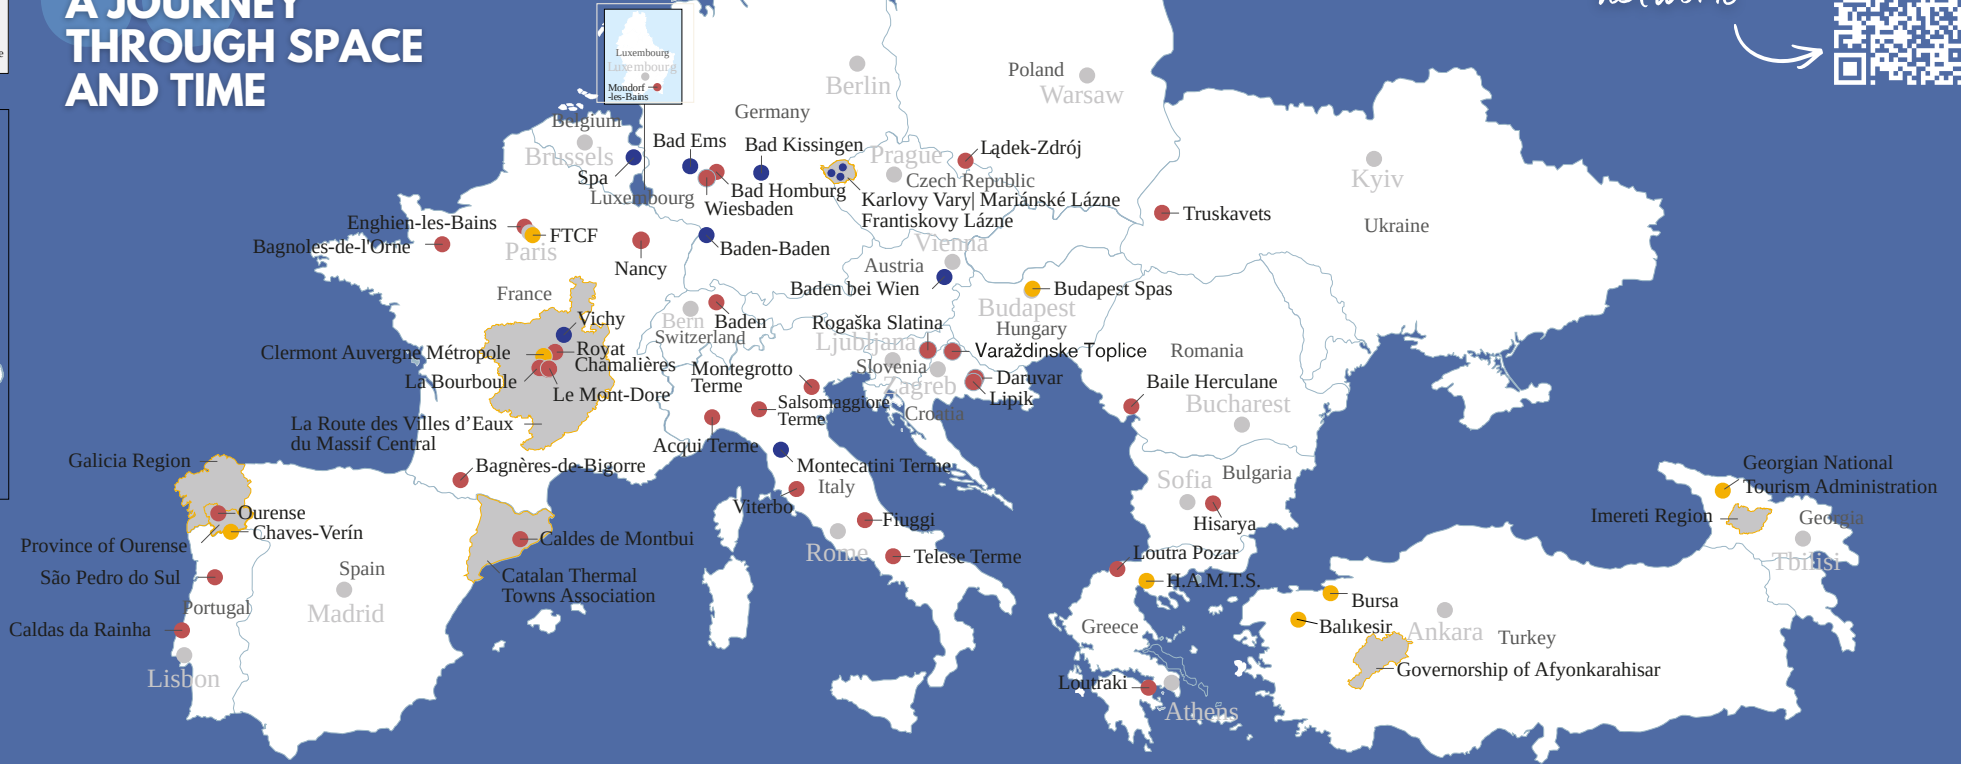 A JOURNEY
THROUGH SPACE
AND TIME
network
Luxembourg
Luxembourg
Mondorf
-les-Bains
Berlin
Poland
Warsaw
Germany
Belgium
Brussels
Spa
Bad Ems
Bad Kissingen
Prague
Lądek-Zdrój
Czech Republic
Luxembourg
Bad Homburg
Wiesbaden
Karlovy Vary| Mariánské Lázne
Frantiskovy Lázne
Truskavets
Kyiv
Ukraine
Enghien-les-Bains
Bagnoles-de-l'Orne
FTCF
Paris
Nancy
Baden-Baden
Vienna
Austria
Baden bei Wien
Budapest Spas
Budapest
Hungary
France
Vichy
Bern
Baden
Switzerland
Rogaška Slatina
Ljubljana
Varaždinske Toplice
Slovenia
Zagreb
Daruvar
Lipik
Croatia
Romania
Baile Herculane
Bucharest
Clermont Auvergne Métropole
Royat
Chamalières
La Bourboule
Le Mont-Dore
Montegrotto
Terme
Salsomaggiore
Terme
Acqui Terme
La Route des Villes d’Eaux
du Massif Central
Montecatini Terme
Italy
Viterbo
Fiuggi
Rome
Telese Terme
Sofia
Bulgaria
Hisarya
Galicia Region
Bagnères-de-Bigorre
Ourense
Chaves-Verín
Province of Ourense
Caldes de Montbui
São Pedro do Sul
Spain
Madrid
Catalan Thermal
Towns Association
Portugal
Caldas da Rainha
Lisbon
Loutra Pozar
H.A.M.T.S.
Greece
Loutraki
Athens
Bursa
Balıkesir
Ankara
Turkey
Governorship of Afyonkarahisar
Georgian National
Tourism Administration
Imereti Region
Georgia
Tbilisi